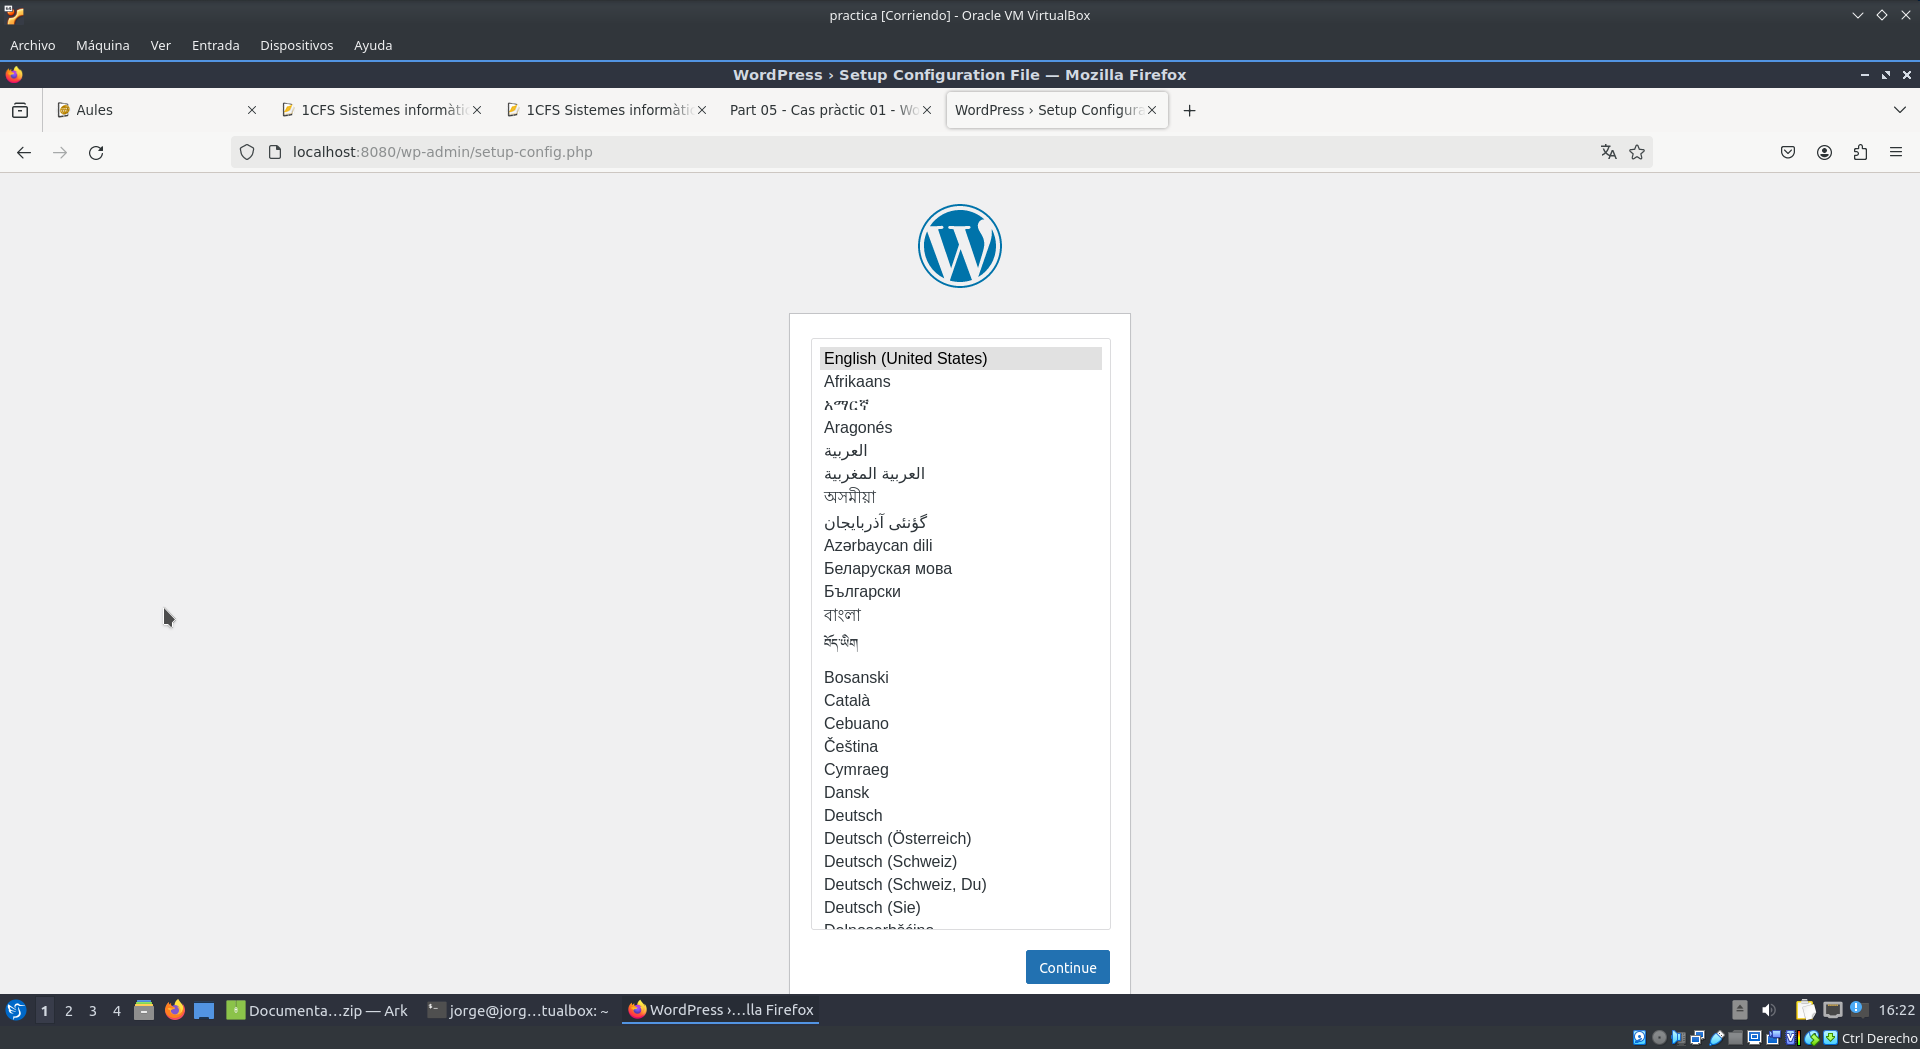 practica [Corriendo] - Oracle VM VirtualBox
Archivo Máquina Ver Entrada Dispositivos Ayuda
WordPress › Setup Configuration File — Mozilla Firefox
Aules 1CFS Sistemes informàti 1CFS Sistemes informàti Part 05 - Cas pràctic 01 - Wo WordPress › Setup Configura
localhost:8080/wp-admin/setup-config.php
English (United States)
Afrikaans
አማርኛ
Aragonés
العربية
العربية المغربية
অসমীয়া
گؤنئی آذربایجان
Azərbaycan dili
Беларуская мова
Български
বাংলা
བོད་ཡིག
Bosanski
Català
Cebuano
Čeština
Cymraeg
Dansk
Deutsch
Deutsch (Österreich)
Deutsch (Schweiz)
Deutsch (Schweiz, Du)
Deutsch (Sie)
Continue
1 2 3 4 Documenta...zip — Ark jorge@jorg...tualbox: ~ WordPress ›...lla Firefox 16:22
Ctrl Derecho